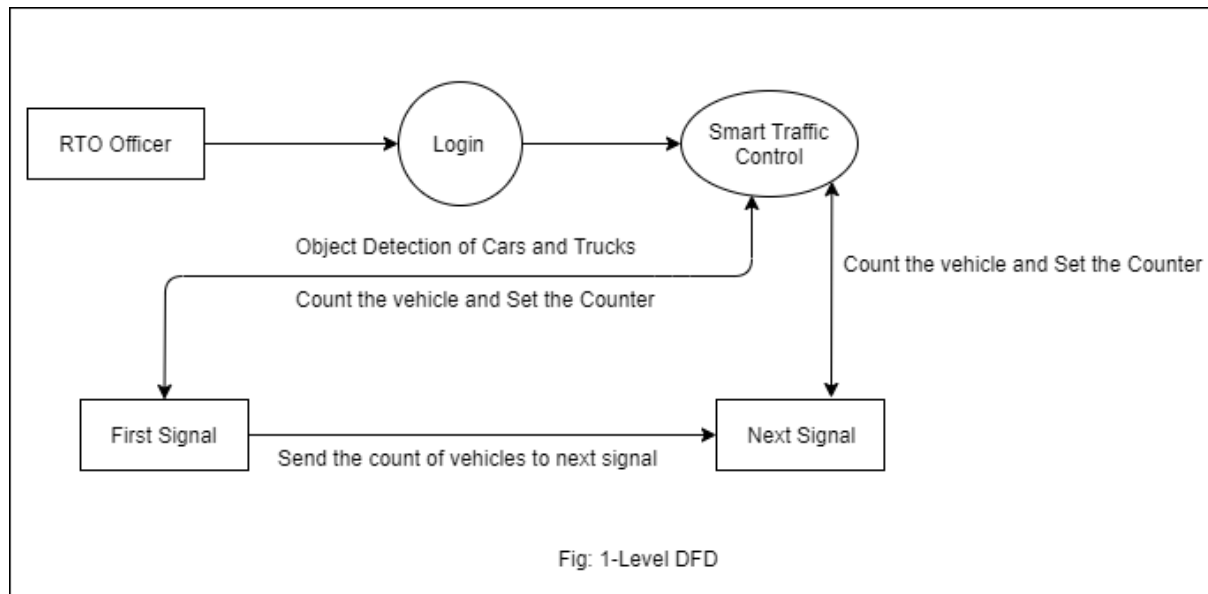 RTO Officer
Login
Smart Traffic
Control
Object Detection of Cars and Trucks
Count the vehicle and Set the Counter
Count the vehicle and Set the Counter
First Signal
Next Signal
Send the count of vehicles to next signal
Fig: 1-Level DFD